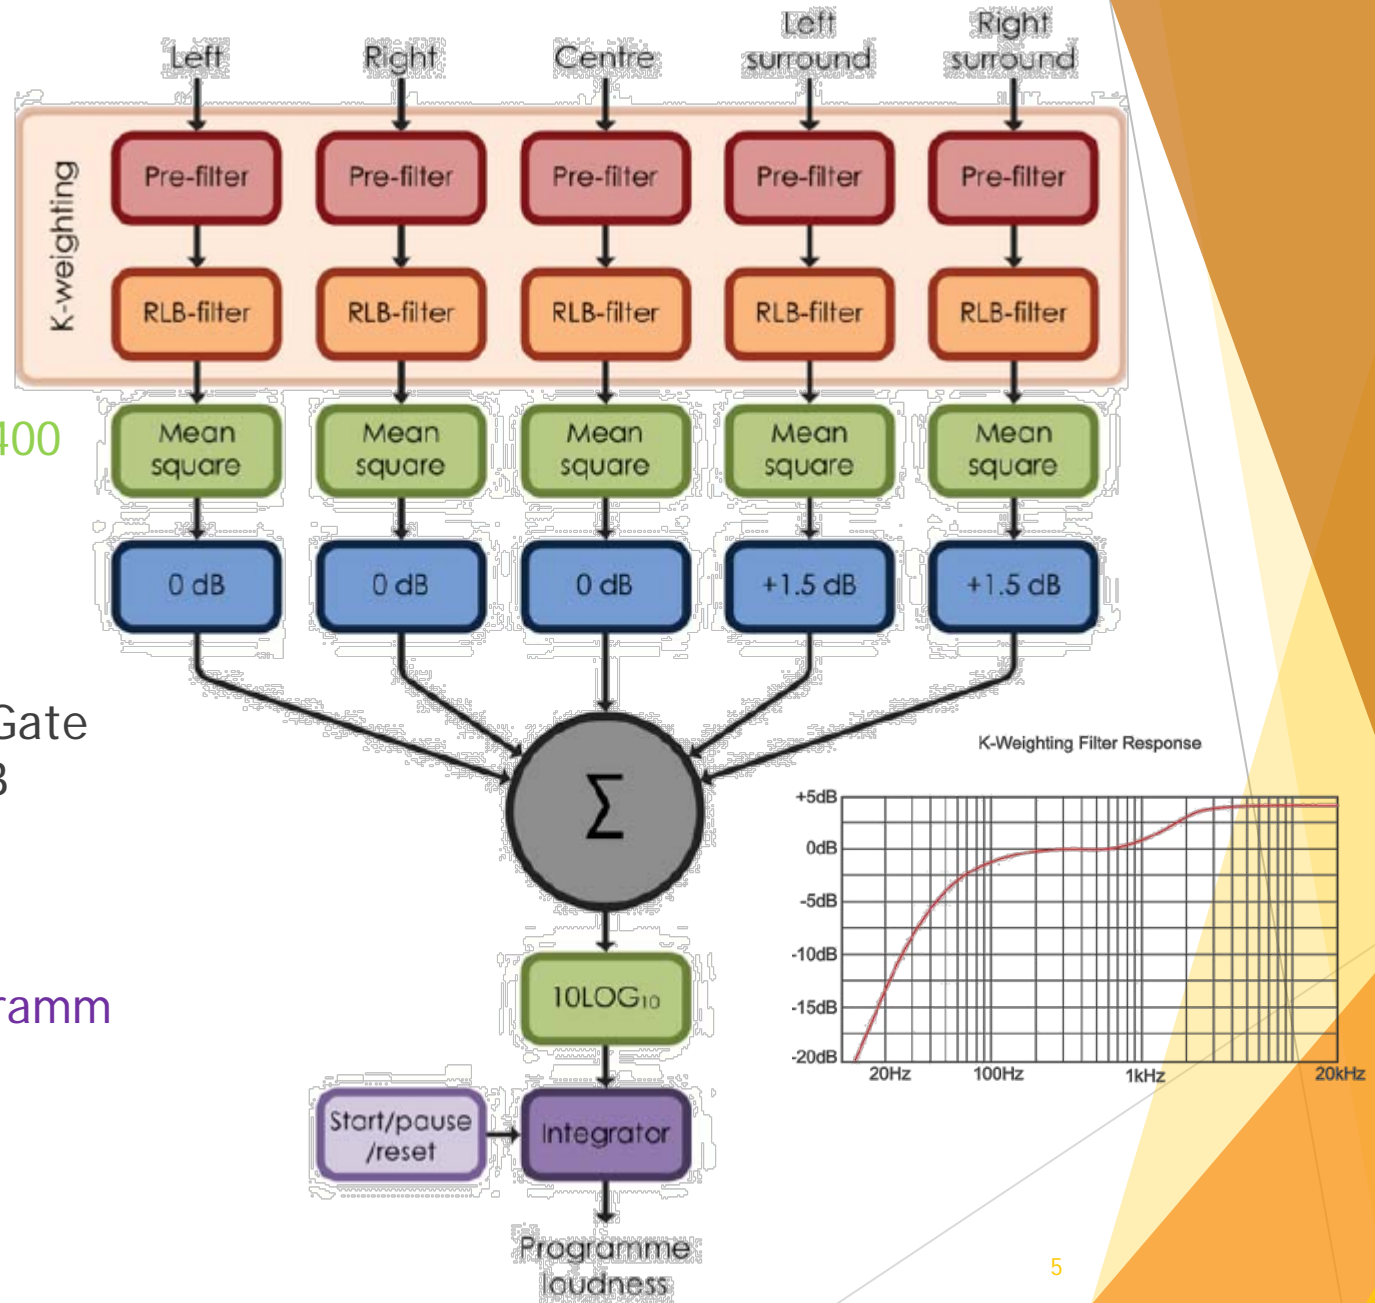 Left
Right
Centre
Left
surround
Right
surround
K-weighting
Pre-filter
Pre-filter
Pre-filter
Pre-filter
Pre-filter
RLB-filter
RLB-filter
RLB-filter
RLB-filter
RLB-filter
400
Mean
square
Mean
square
Mean
square
Mean
square
Mean
square
0 dB
0 dB
0 dB
+1.5 dB
+1.5 dB
Gate
Σ
K-Weighting Filter Response
+5dB
0dB
-5dB
-10dB
-15dB
-20dB
20Hz
100Hz
1kHz
20kHz
10LOG₁₀
ramm
Start/pause
/reset
Integrator
Programme
loudness
5